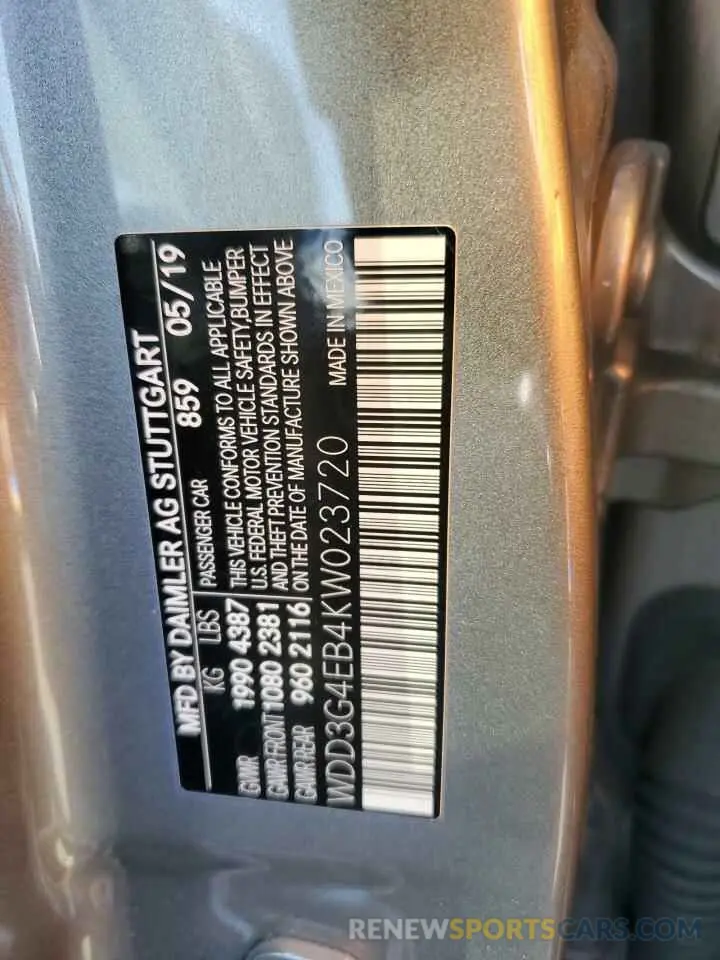 MFD BY DAIMLER AG STUTTGART
KG LBS PASSENGER CAR 859 05/19
GVWR 1990 4387 THIS VEHICLE CONFORMS TO ALL APPLICABLE
GAWR FRONT 1080 2381 U.S. FEDERAL MOTOR VEHICLE SAFETY, BUMPER
GAWR REAR 960 2116 AND THEFT PREVENTION STANDARDS IN EFFECT
ON THE DATE OF MANUFACTURE SHOWN ABOVE
WDD3G4EB4KW023720 MADE IN MEXICO
RENEWSPORTSCARS.COM